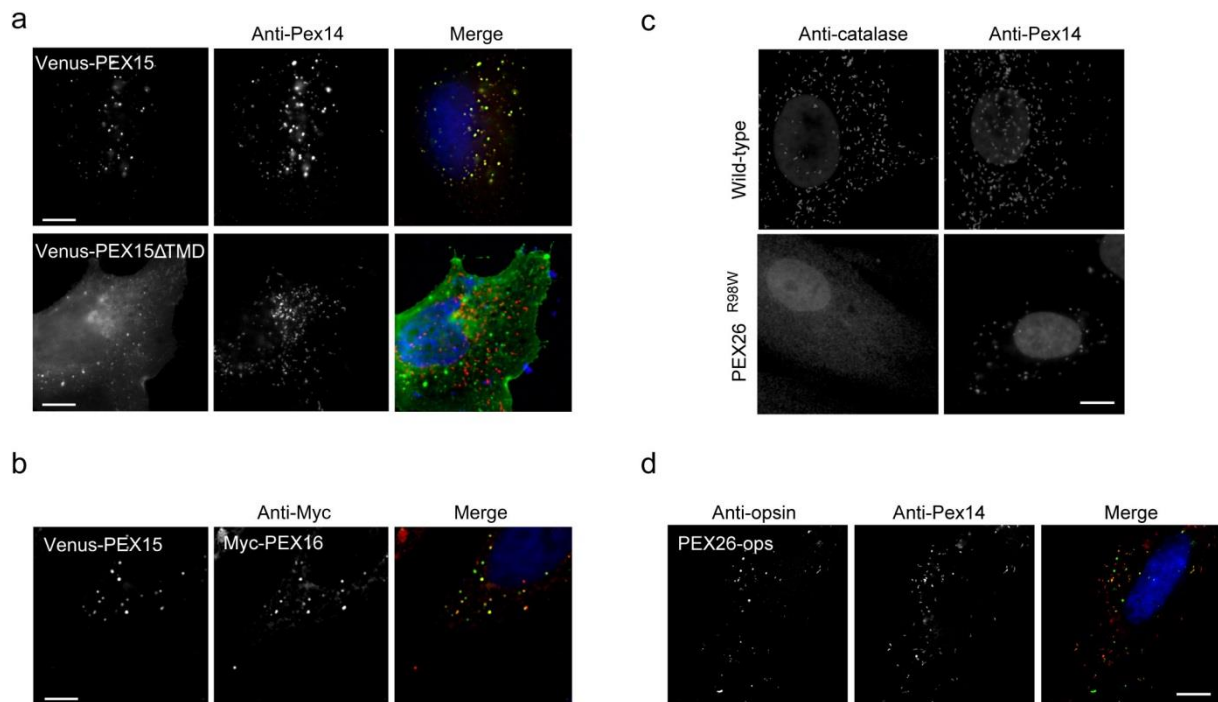 a
Anti-Pex14 Merge
Venus-PEX15
Venus-PEX15ΔTMD
b
Anti-Myc Merge
Venus-PEX15 Myc-PEX16
c
Anti-catalase Anti-Pex14
Wild-type
PEX26 R98W
d
Anti-opsin Anti-Pex14 Merge
PEX26-ops